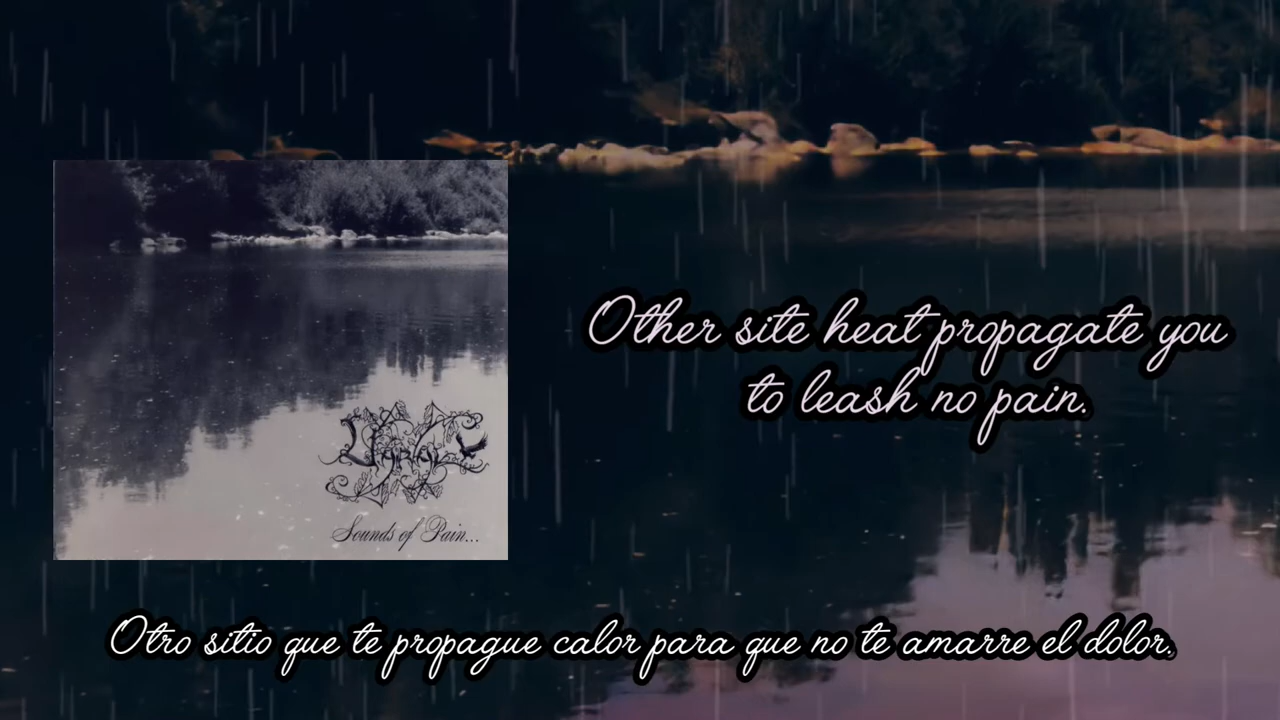 Other site heat propagate you
to leash no pain.
Sounds of Pain...
Otro sitio que te propague calor para que no te amarre el dolor.